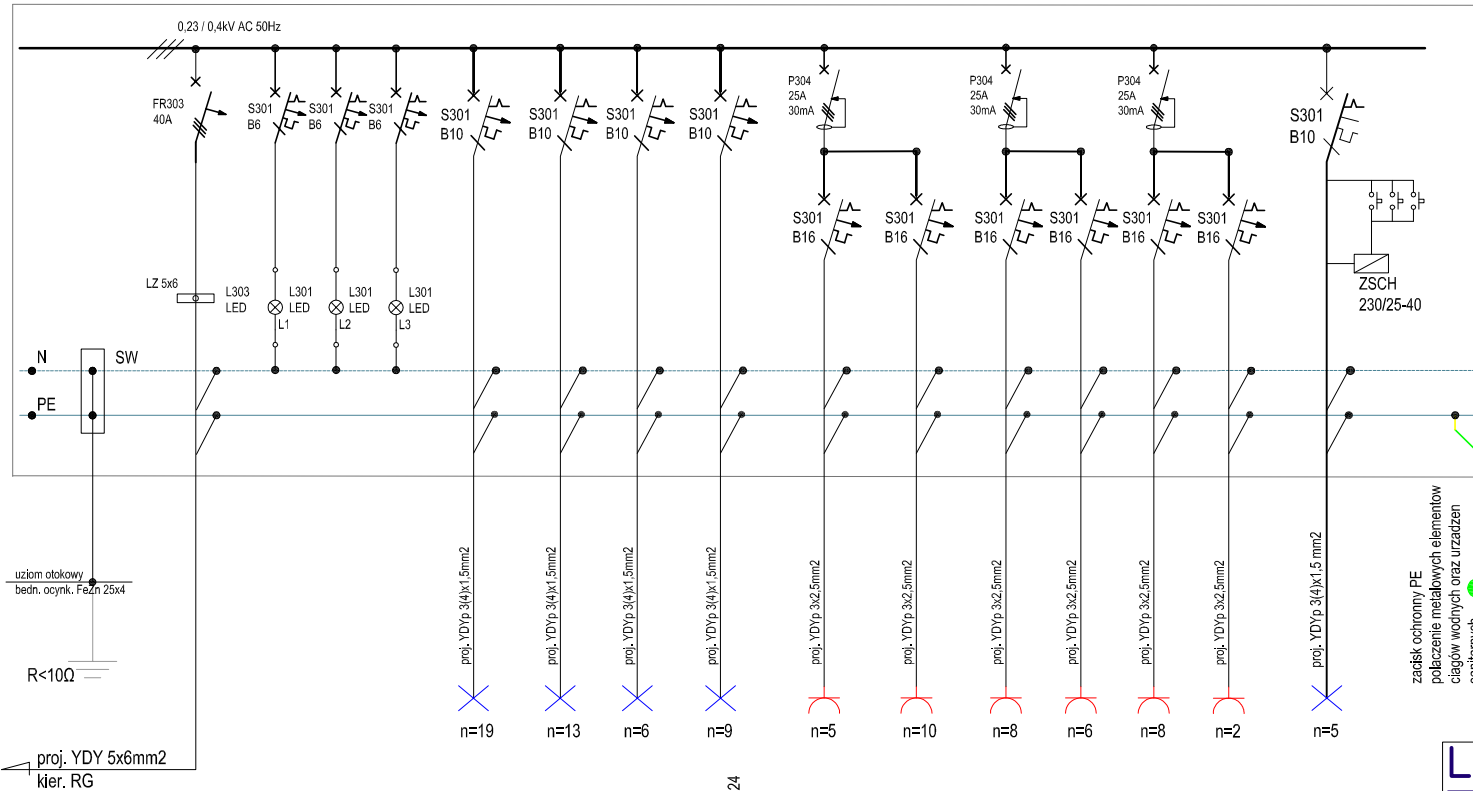 0,23 / 0,4kV AC 50Hz
FR303
40A
S301
B6
S301
B6
S301
B6
S301
B10
S301
B10
S301
B10
S301
B10
P304
25A
30mA
P304
25A
30mA
P304
25A
30mA
S301
B10
S301
B16
S301
B16
S301
B16
S301
B16
S301
B16
S301
B16
ZSCH
230/25-40
LZ 5x6
L303
LED
L301
LED
L1
L301
LED
L2
L301
LED
L3
N
SW
PE
uziom otokowy
bedn. ocynk. FeZn 25x4
R<10Ω
proj. YDYp 3(4)x1,5mm2
proj. YDYp 3(4)x1,5mm2
proj. YDYp 3(4)x1,5mm2
proj. YDYp 3(4)x1,5mm2
proj. YDYp 3x2,5mm2
proj. YDYp 3x2,5mm2
proj. YDYp 3x2,5mm2
proj. YDYp 3x2,5mm2
proj. YDYp 3x2,5mm2
proj. YDYp 3x2,5mm2
proj. YDYp 3(4)x1,5 mm2
zacisk ochronny PE
połaczenie metalowych elementow
ciagów wodnych oraz urzadzen
n=19
n=13
n=6
n=9
n=5
n=10
n=8
n=6
n=8
n=2
n=5
proj. YDY 5x6mm2
kier. RG
24